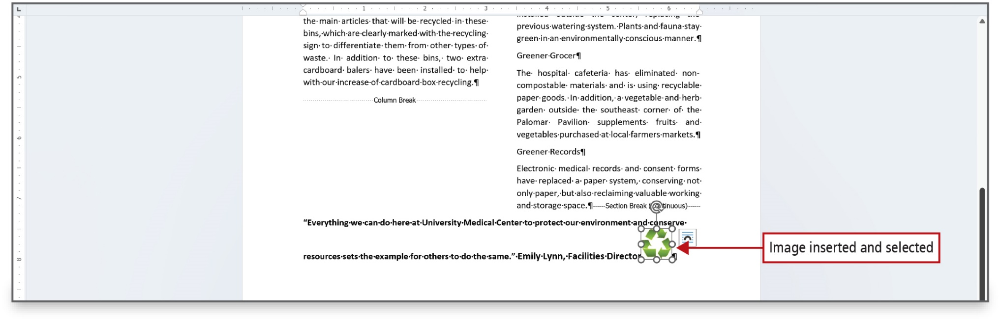 1 2 3 4 5 6
the main articles that will be recycled in these
bins, which are clearly marked with the recycling
sign to differentiate them from other types of
waste. In addition to these bins, two extra
cardboard balers have been installed to help
with our increase of cardboard box recycling.¶
Column Break
installed outside the center, replacing the
previous watering system. Plants and fauna stay
green in an environmentally conscious manner.¶
Greener Grocer¶
The hospital cafeteria has eliminated non-
compostable materials and is using recyclable
paper goods. In addition, a vegetable and herb
garden outside the southeast corner of the
Palomar Pavilion supplements fruits and
vegetables purchased at local farmers markets.¶
Greener Records¶
Electronic medical records and consent forms
have replaced a paper system, conserving not
only paper, but also reclaiming valuable working
and storage space.¶ Section Break (Continuous)
“Everything we can do here at University Medical Center to protect our environment and conserve
resources sets the example for others to do the same.” Emily Lynn, Facilities Director ¶
Image inserted and selected
5
6
7
8